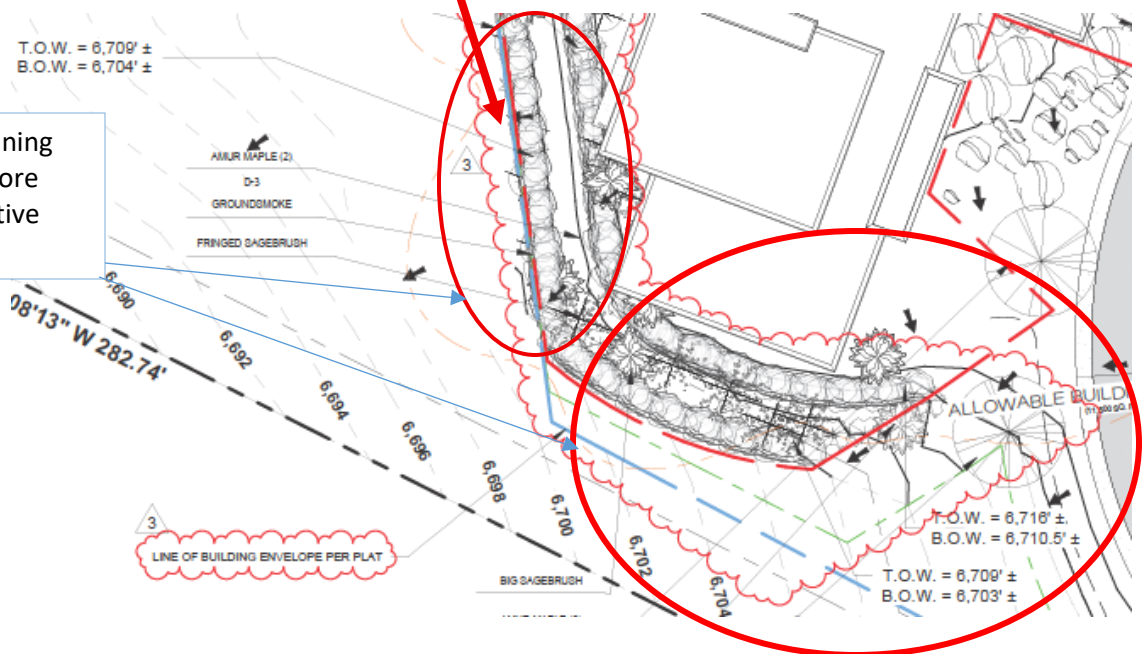 T.O.W. = 6,709' ±
B.O.W. = 6,704' ±
ning
ore
tive
AMUR MAPLE (2)
D-3
GROUNDSMOKE
FRINGED SAGEBRUSH
3
08'13" W 282.74'
6,690
6,692
6,694
6,696
6,698
6,700
6,702
6,704
ALLOWABLE BUILDI
3
LINE OF BUILDING ENVELOPE PER PLAT
BIG SAGEBRUSH
T.O.W. = 6,716' ±.
B.O.W. = 6,710.5' ±
T.O.W. = 6,709' ±
B.O.W. = 6,703' ±